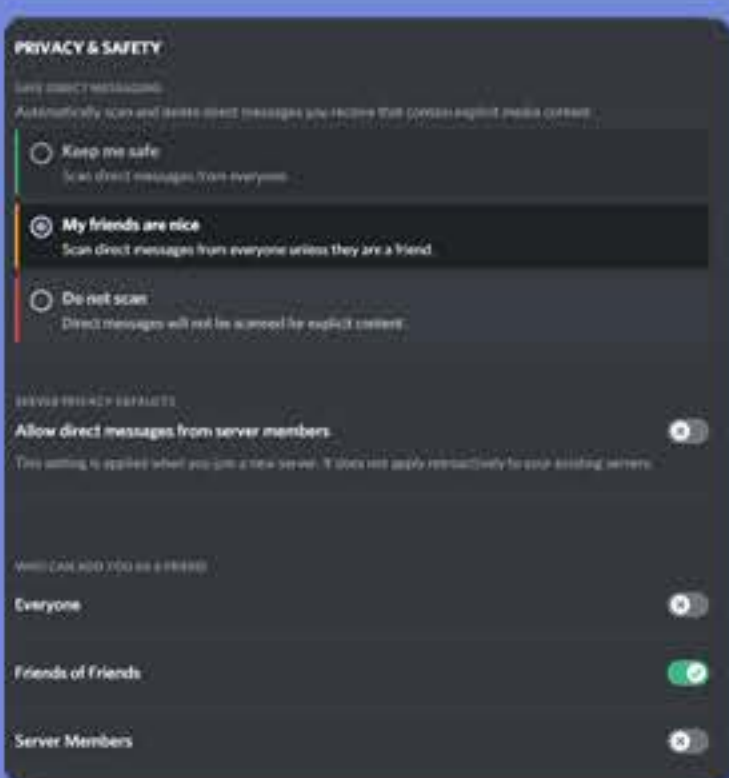 PRIVACY & SAFETY
SAFE DIRECT MESSAGING
Automatically scan and delete direct messages you receive that contain explicit media content.
Keep me safe
Scan direct messages from everyone.
My friends are nice
Scan direct messages from everyone unless they are a friend.
Do not scan
Direct messages will not be scanned for explicit content.
SERVER PRIVACY DEFAULTS
Allow direct messages from server members
This setting is applied when you join a new server. It does not apply retroactively to your existing servers.
WHO CAN ADD YOU AS A FRIEND
Everyone
Friends of Friends
Server Members